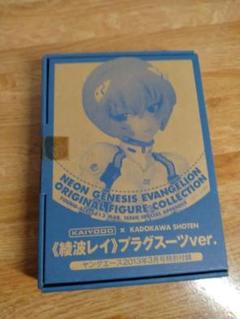 NEON GENESIS EVANGELION
ORIGINAL FIGURE COLLECTION
KAIYODO × KADOKAWA SHOTEN
《綾波レイ》プラグスーツver.
ヤングエース2013年3月号特別付録